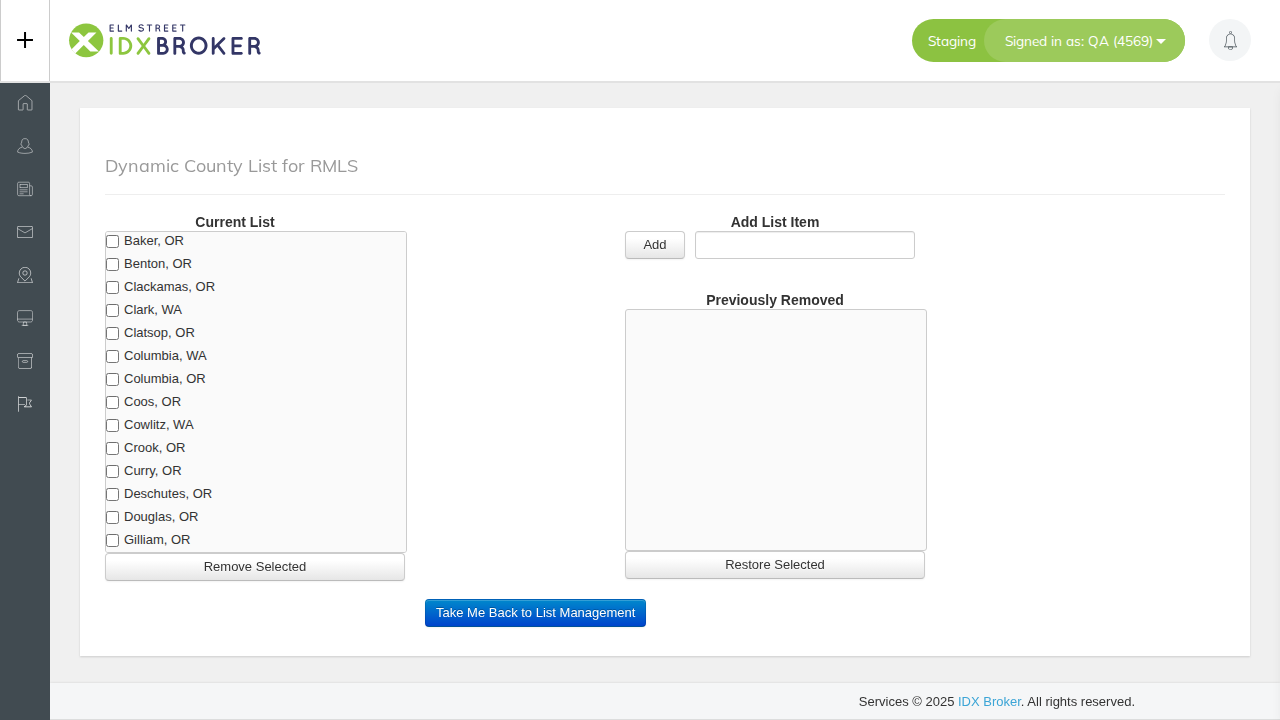 ELM STREET
IDXBROKER
Staging
Signed in as: QA (4569)
Dynamic County List for RMLS
Current List
Baker, OR
Benton, OR
Clackamas, OR
Clark, WA
Clatsop, OR
Columbia, WA
Columbia, OR
Coos, OR
Cowlitz, WA
Crook, OR
Curry, OR
Deschutes, OR
Douglas, OR
Gilliam, OR
Remove Selected
Add List Item
Add
Previously Removed
Restore Selected
Take Me Back to List Management
Services © 2025 IDX Broker. All rights reserved.